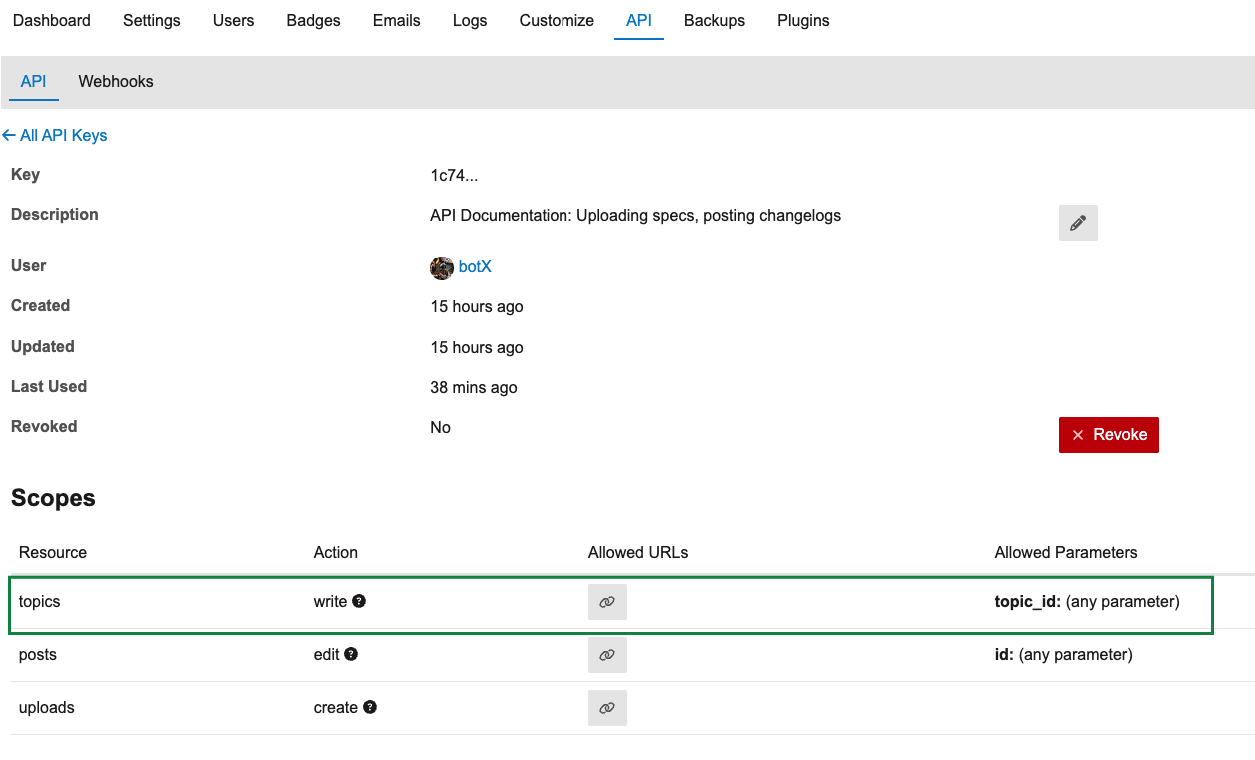 Dashboard Settings Users Badges Emails Logs Customize API Backups Plugins
API Webhooks
← All API Keys
Key 1c74...
Description API Documentation: Uploading specs, posting changelogs
User botX
Created 15 hours ago
Updated 15 hours ago
Last Used 38 mins ago
Revoked No × Revoke
Scopes
Resource Action Allowed URLs Allowed Parameters
topics write ? topic_id: (any parameter)
posts edit ? id: (any parameter)
uploads create ?